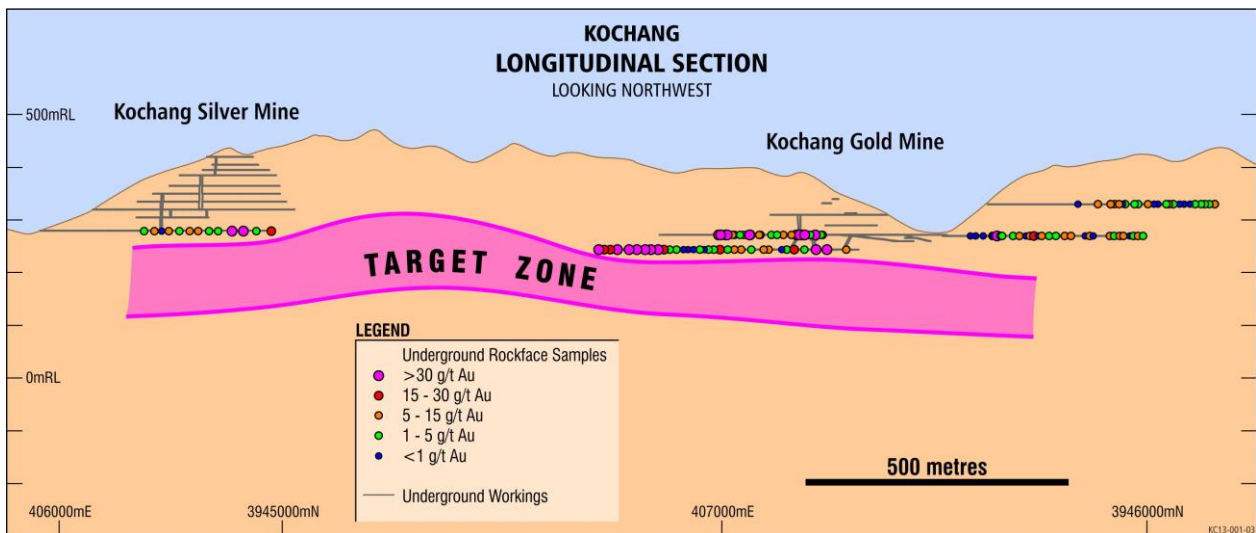 KOCHANG
LONGITUDINAL SECTION
LOOKING NORTHWEST
500mRL
Kochang Silver Mine
Kochang Gold Mine
TARGET ZONE
LEGEND
Underground Rockface Samples
>30 g/t Au
15 - 30 g/t Au
5 - 15 g/t Au
1 - 5 g/t Au
<1 g/t Au
Underground Workings
0mRL
500 metres
406000mE
3945000mN
407000mE
3946000mN
KC13-001-03